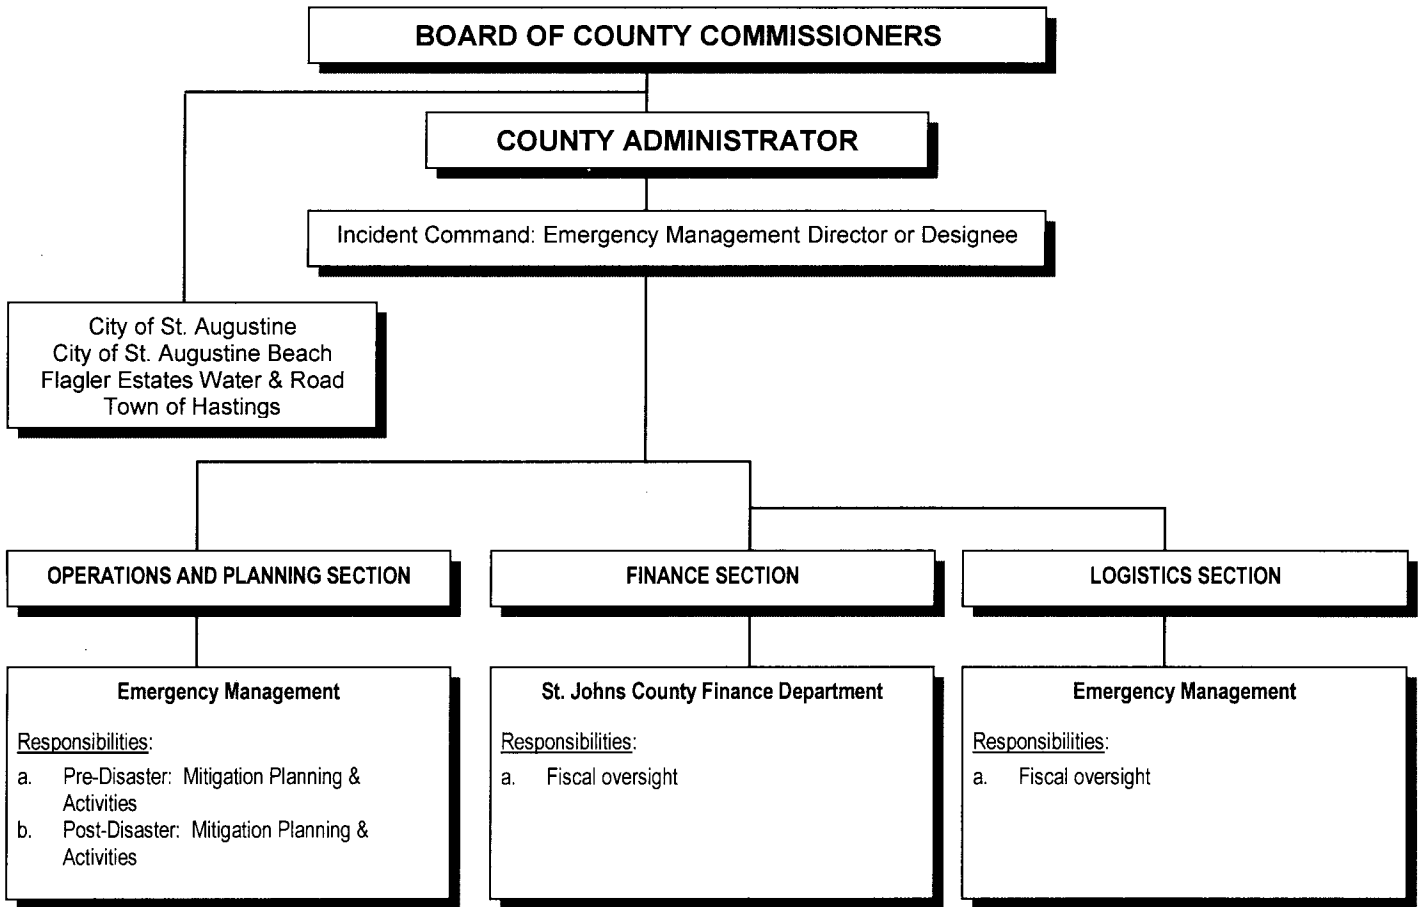 BOARD OF COUNTY COMMISSIONERS
COUNTY ADMINISTRATOR
Incident Command: Emergency Management Director or Designee
City of St. Augustine
City of St. Augustine Beach
Flagler Estates Water & Road
Town of Hastings
OPERATIONS AND PLANNING SECTION
Emergency Management
Responsibilities:
a. Pre-Disaster: Mitigation Planning &
Activities
b. Post-Disaster: Mitigation Planning &
Activities
FINANCE SECTION
St. Johns County Finance Department
Responsibilities:
a. Fiscal oversight
LOGISTICS SECTION
Emergency Management
Responsibilities:
a. Fiscal oversight